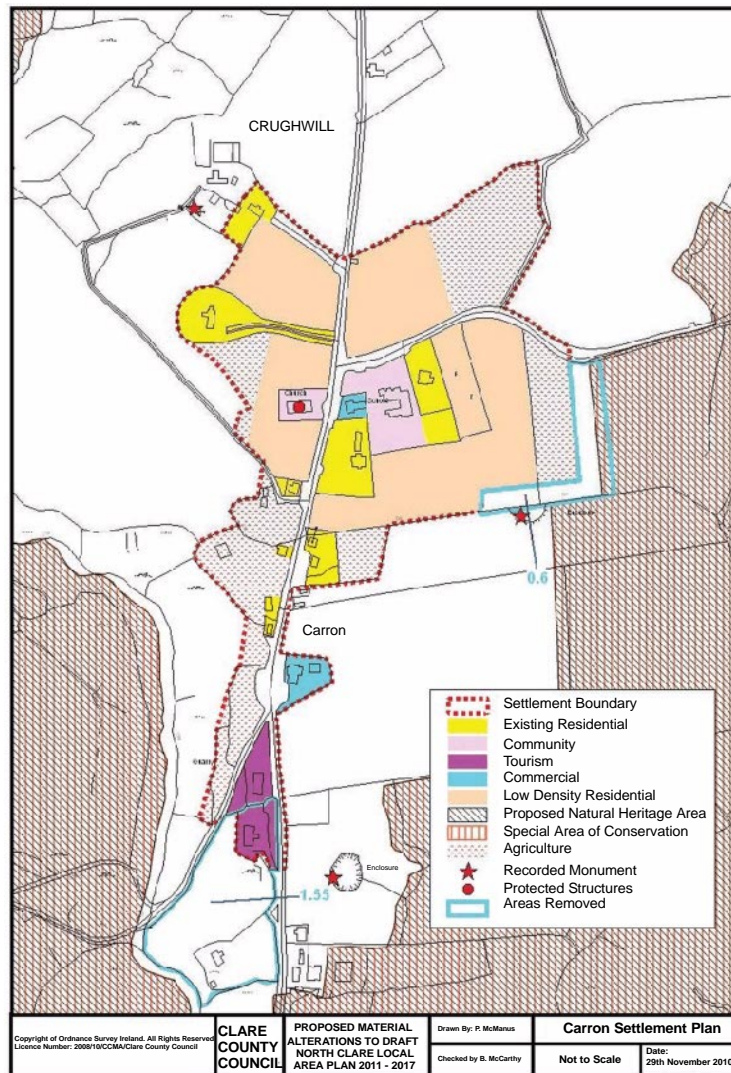 CRUGHWILL
Church
0.6
Carron
Settlement Boundary
Existing Residential
Community
Tourism
Commercial
Low Density Residential
Proposed Natural Heritage Area
Special Area of Conservation
Agriculture
Recorded Monument
Protected Structures
Areas Removed
Enclosure
1.55
Copyright of Ordnance Survey Ireland. All Rights Reserved
Licence Number: 2008/10/CCMA/Clare County Council
CLARE
COUNTY
COUNCIL
PROPOSED MATERIAL
ALTERATIONS TO DRAFT
NORTH CLARE LOCAL
AREA PLAN 2011 - 2017
Drawn By: P. McManus
Checked by B. McCarthy
Carron Settlement Plan
Not to Scale
Date:
29th November 2010